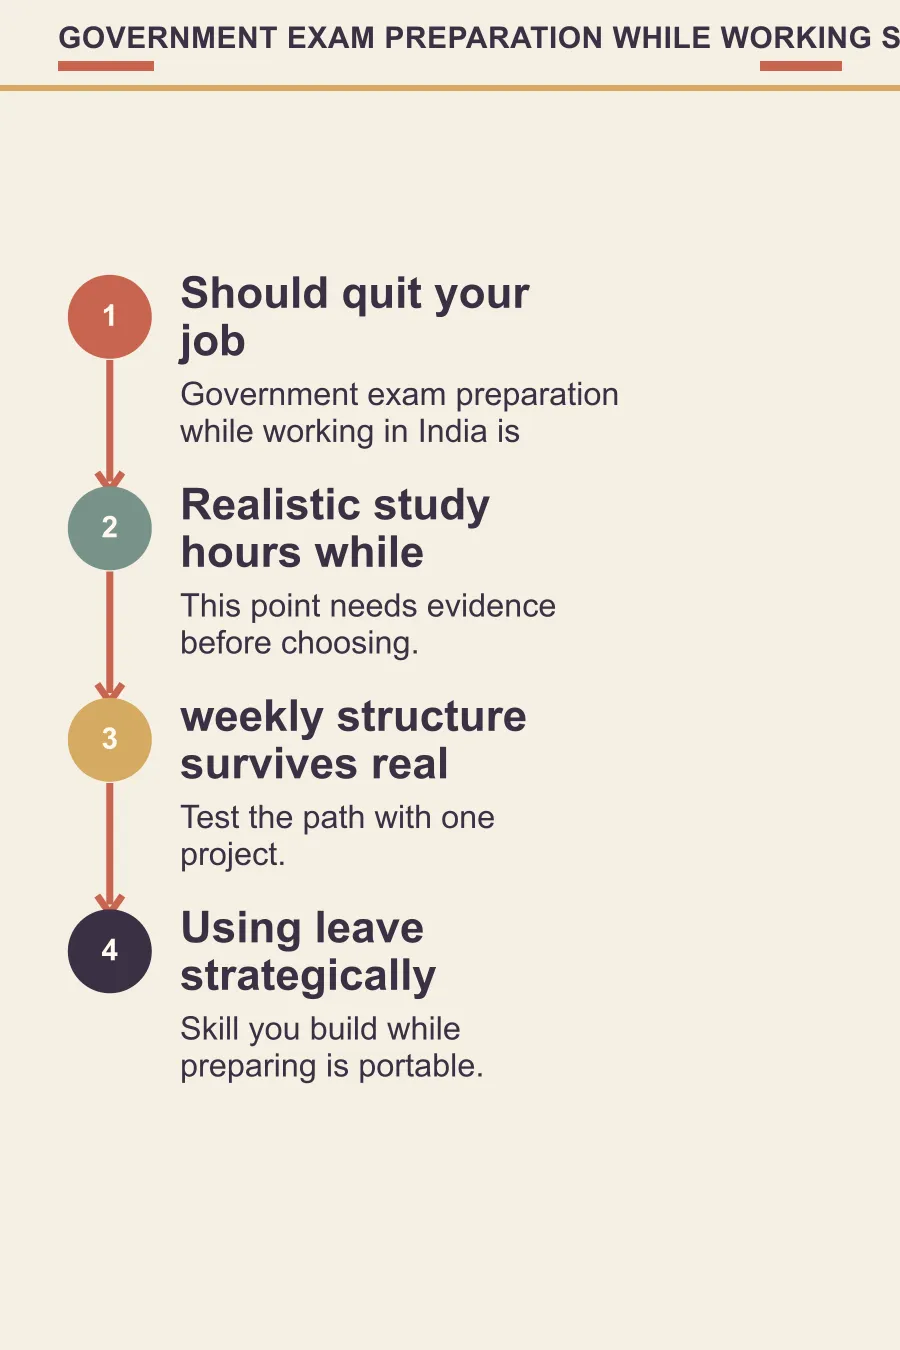 GOVERNMENT EXAM PREPARATION WHILE WORKING S
1
Should quit your
job
Government exam preparation
while working in India is
2
Realistic study
hours while
This point needs evidence
before choosing.
3
weekly structure
survives real
Test the path with one
project.
4
Using leave
strategically
Skill you build while
preparing is portable.